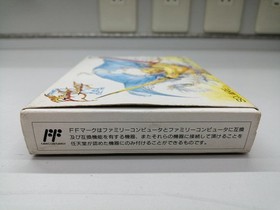 FFマークはファミリーコンピュータとファミリーコンピュータに互換
及び互換機能を有する機器、またそれらの機器に接続して頂けることを
任天堂が認めた機器にのみ付けることができるものです。